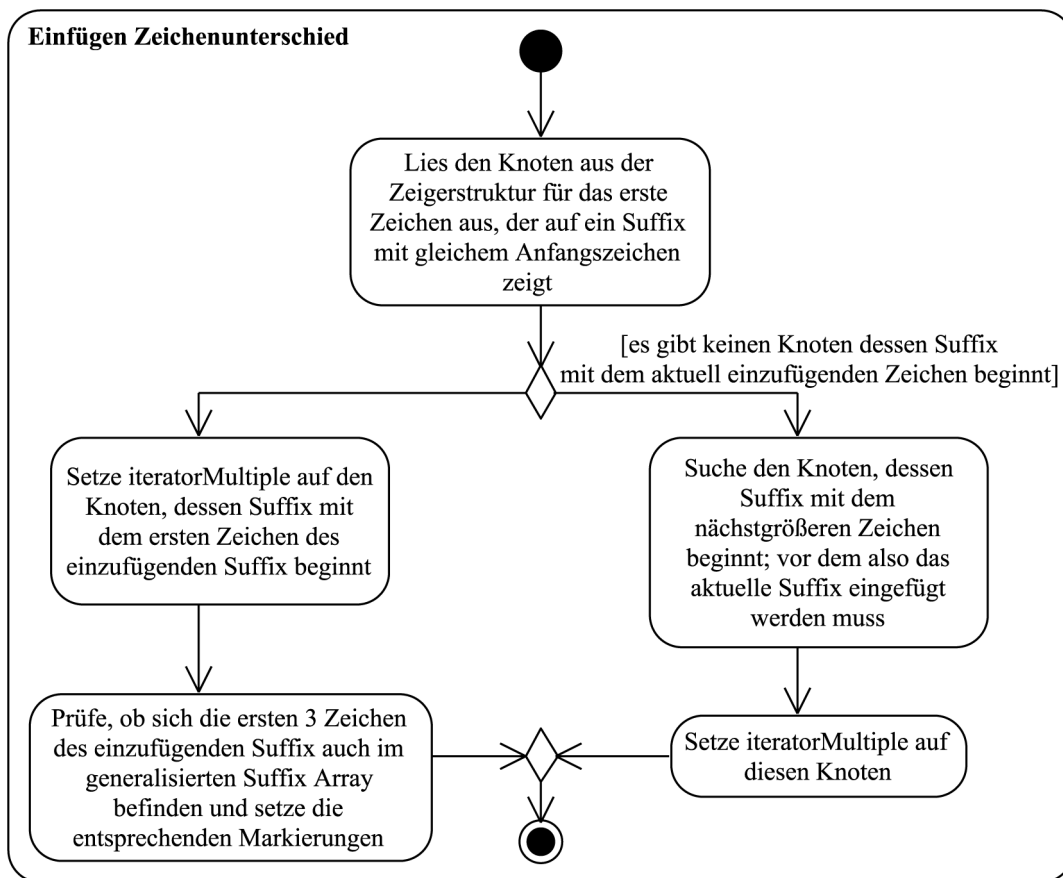 Einfügen Zeichenunterschied
Lies den Knoten aus der
Zeigerstruktur für das erste
Zeichen aus, der auf ein Suffix
mit gleichem Anfangszeichen
zeigt
[es gibt keinen Knoten dessen Suffix
mit dem aktuell einzufügenden Zeichen beginnt]
Setze iteratorMultiple auf den
Knoten, dessen Suffix mit
dem ersten Zeichen des
einzufügenden Suffix beginnt
Suche den Knoten, dessen
Suffix mit dem
nächstgrößeren Zeichen
beginnt; vor dem also das
aktuelle Suffix eingefügt
werden muss
Prüfe, ob sich die ersten 3 Zeichen
des einzufügenden Suffix auch im
generalisierten Suffix Array
befinden und setze die
entsprechenden Markierungen
Setze iteratorMultiple auf
diesen Knoten